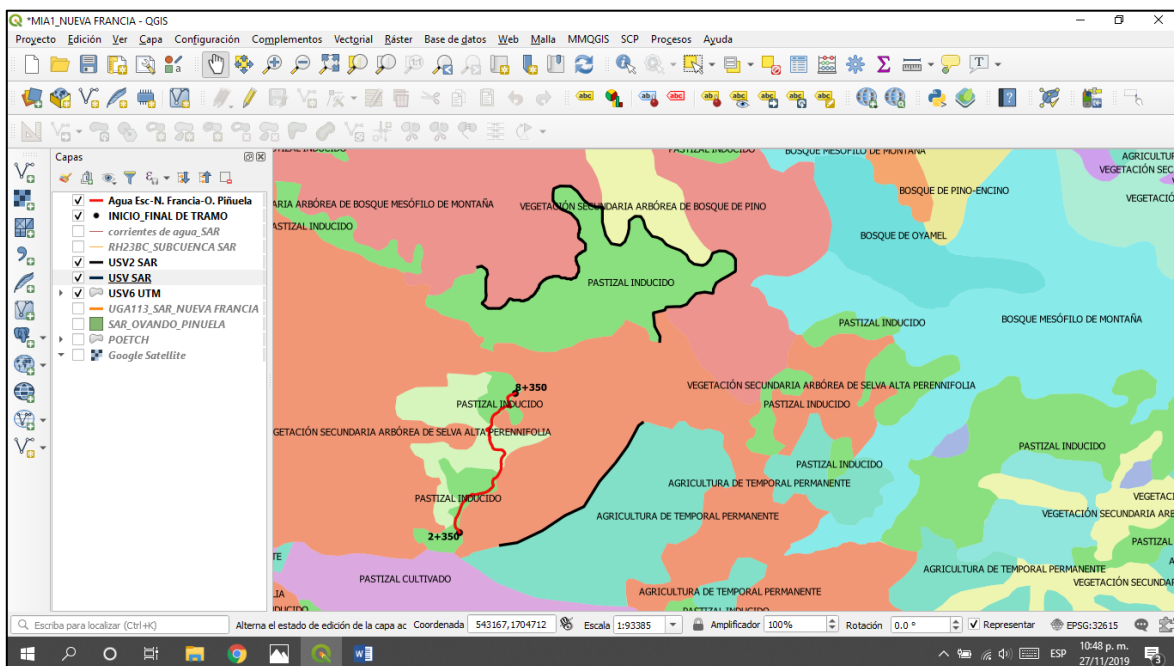 *MIA1_NUEVA FRANCIA - QGIS
Proyecto Edición Ver Capa Configuración Complementos Vectorial Ráster Base de datos Web Malla MMQGIS SCP Procesos Ayuda
Capas
Agua Esc-N. Francia-O. Piñuela
INICIO_FINAL DE TRAMO
corrientes de agua_SAR
RH23BC_SUBCUENCA SAR
USV2 SAR
USV SAR
USV6 UTM
UGA113_SAR_NUEVA FRANCIA
SAR_OVANDO_PINUELA
POETCH
Google Satellite
PASTIZAL INDUCIDO
BOSQUE MESÓFILO DE MONTAÑA
AGRICULTUR
VEGETACIÓN SEC
BOSQUE DE PINO-ENCINO
VEGETACIÓ
ARIA ARBÓREA DE BOSQUE MESÓFILO DE MONTAÑA
VEGETACIÓN SECUNDARIA ARBÓREA DE BOSQUE DE PINO
ASTIZAL INDUCIDO
BOSQUE DE OYAMEL
PASTIZAL INDUCIDO
BOSQUE MESÓFILO DE MONTAÑA
PASTIZAL INDUCIDO
8+350
VEGETACIÓN SECUNDARIA ARBÓREA DE SELVA ALTA PERENNIFOLIA
PASTIZAL INDUCIDO
PASTIZAL INDUCIDO
GETACIÓN SECUNDARIA ARBÓREA DE SELVA ALTA PERENNIFOLIA
PASTIZAL INDUCIDO
PASTIZAL INDUCIDO
AGRICULTURA DE TEMPORAL PERMANENTE
PASTIZAL INDUCIDO
VEGETACI
AGRICULTURA DE TEMPORAL PERMANENTE
VEGETACIÓN SECUNDARIA ARB
2+350
PASTIZAL
TE
AGRICULTURA DE TEMPORAL PERMANENTE
PASTIZAL CULTIVADO
VEGETACIÓN SECUNDAR
LIA
AGRICULTURA DE TEMPORAL PERMANENTE
DUCIDO
PASTIZAL INDUCIDO
Escriba para localizar (Ctrl+K) Alterna el estado de edición de la capa ac Coordenada 543167,1704712 Escala 1:93385 Amplificador 100% Rotación 0.0 ° Representar EPSG:32615
ESP 10:48 p. m.
27/11/2019